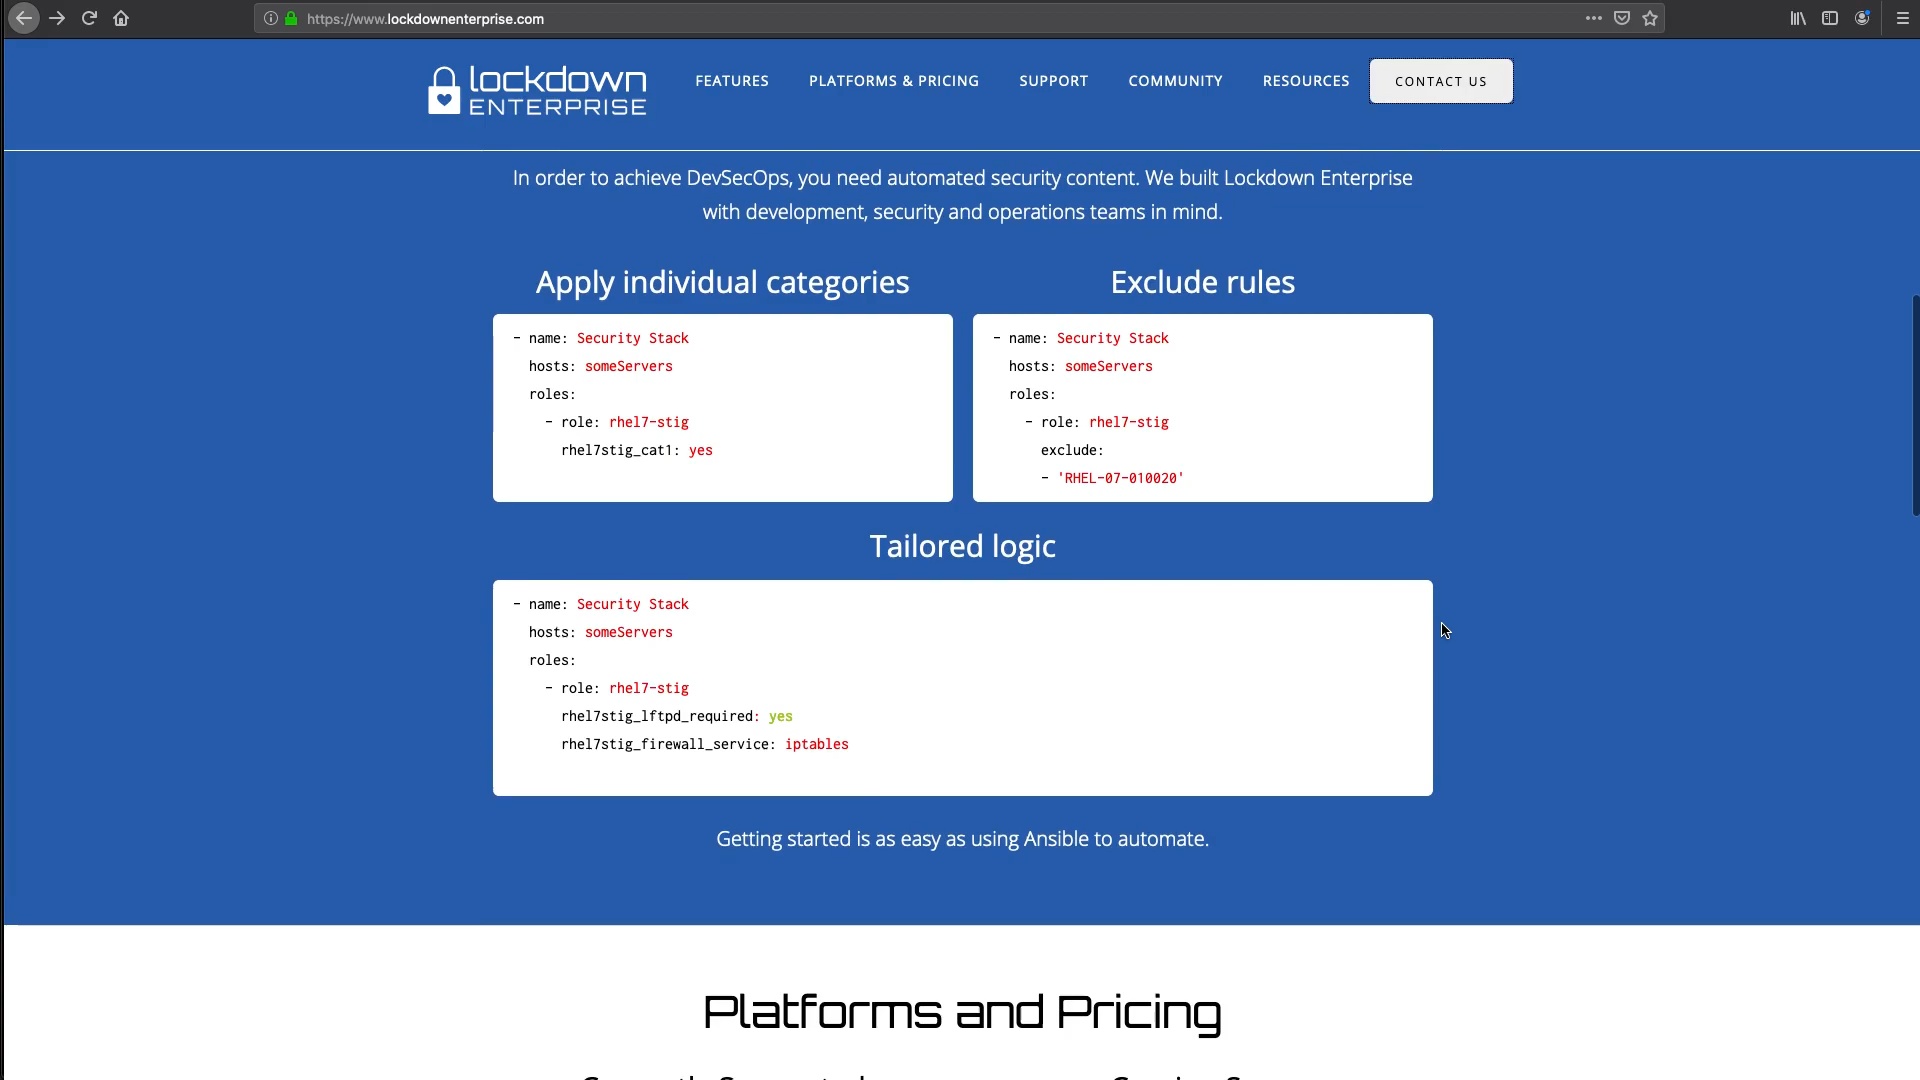 https://www.lockdownenterprise.com
lockdown
ENTERPRISE
FEATURES
PLATFORMS & PRICING
SUPPORT
COMMUNITY
RESOURCES
CONTACT US
In order to achieve DevSecOps, you need automated security content. We built Lockdown Enterprise
with development, security and operations teams in mind.
Apply individual categories
- name: Security Stack
hosts: someServers
roles:
- role: rhel7-stig
rhel7stig_cat1: yes
Exclude rules
- name: Security Stack
hosts: someServers
roles:
- role: rhel7-stig
exclude:
- 'RHEL-07-010020'
Tailored logic
- name: Security Stack
hosts: someServers
roles:
- role: rhel7-stig
rhel7stig_lftpd_required: yes
rhel7stig_firewall_service: iptables
Getting started is as easy as using Ansible to automate.
Platforms and Pricing